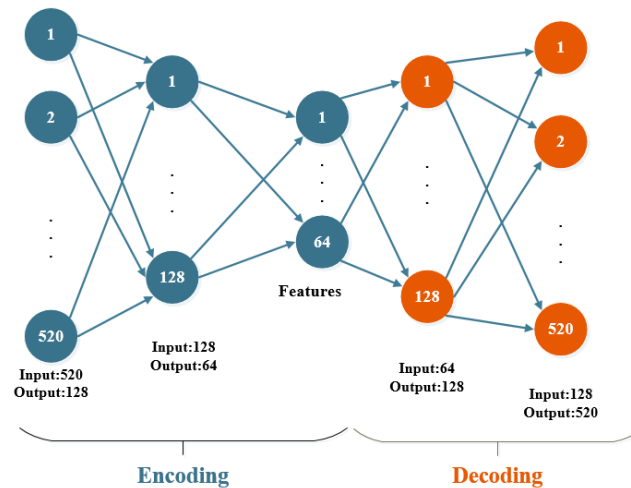 1
2
520
Input:520
Output:128
1
128
Input:128
Output:64
1
64
Features
1
128
Input:64
Output:128
1
2
520
Input:128
Output:520
Encoding
Decoding